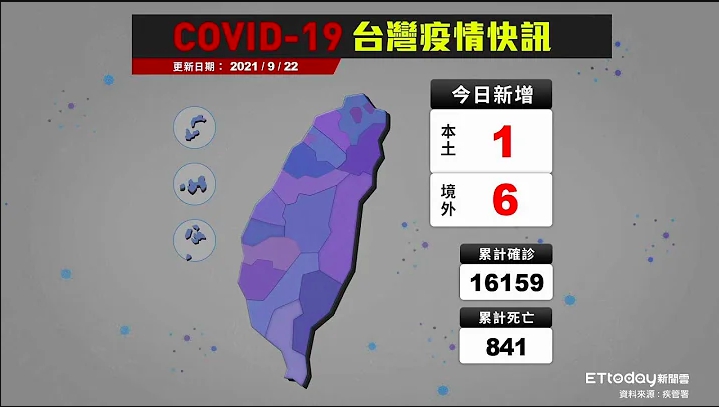 COVID-19 台灣疫情快訊
更新日期： 2021 / 9 / 22
今日新增
本土 1
境外 6
累計確診
16159
累計死亡
841
ETtoday新聞雲
資料來源 : 疾管署